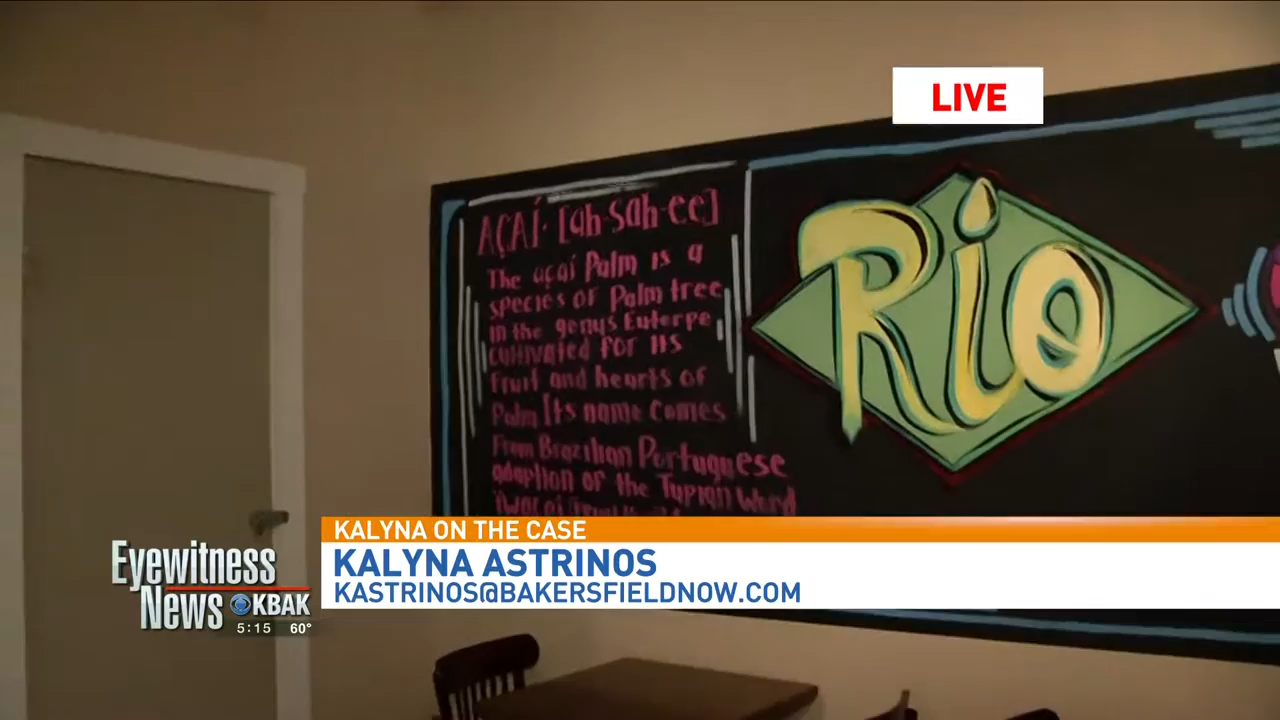 LIVE
AÇAÍ· [ah·sah·ee]
The açaí Palm is a
species of Palm tree
in the genus Euterpe
cultivated for its
fruit and hearts of
Palm Its name comes
From Brazilian Portuguese
adaption of the Tupian Word
Rio
KALYNA ON THE CASE
KALYNA ASTRINOS
KASTRINOS@BAKERSFIELDNOW.COM
Eyewitness
News KBAK
5:15 60°